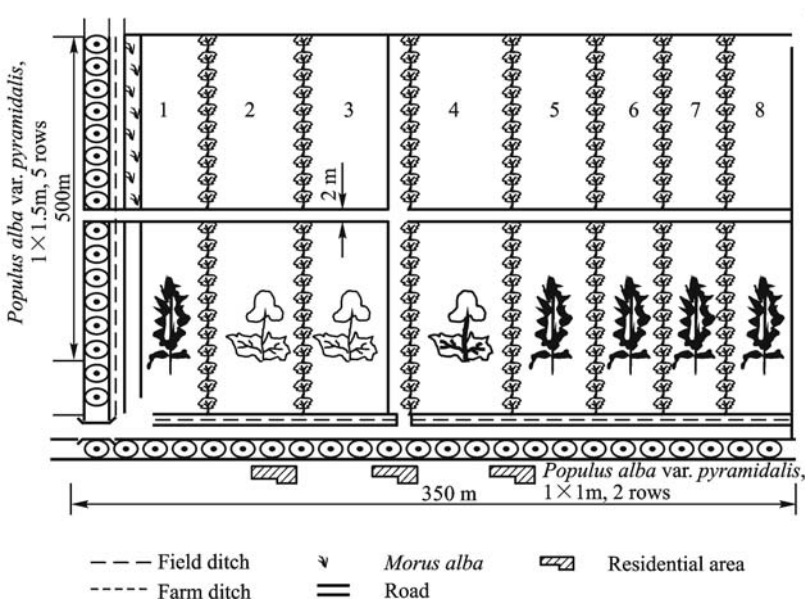 Populus alba var. pyramidalis,
1×1.5m, 5 rows
500m
1 2 3 4 5 6 7 8
2 m
Populus alba var. pyramidalis,
1×1m, 2 rows
350 m
Field ditch
Morus alba
Residential area
Farm ditch
Road